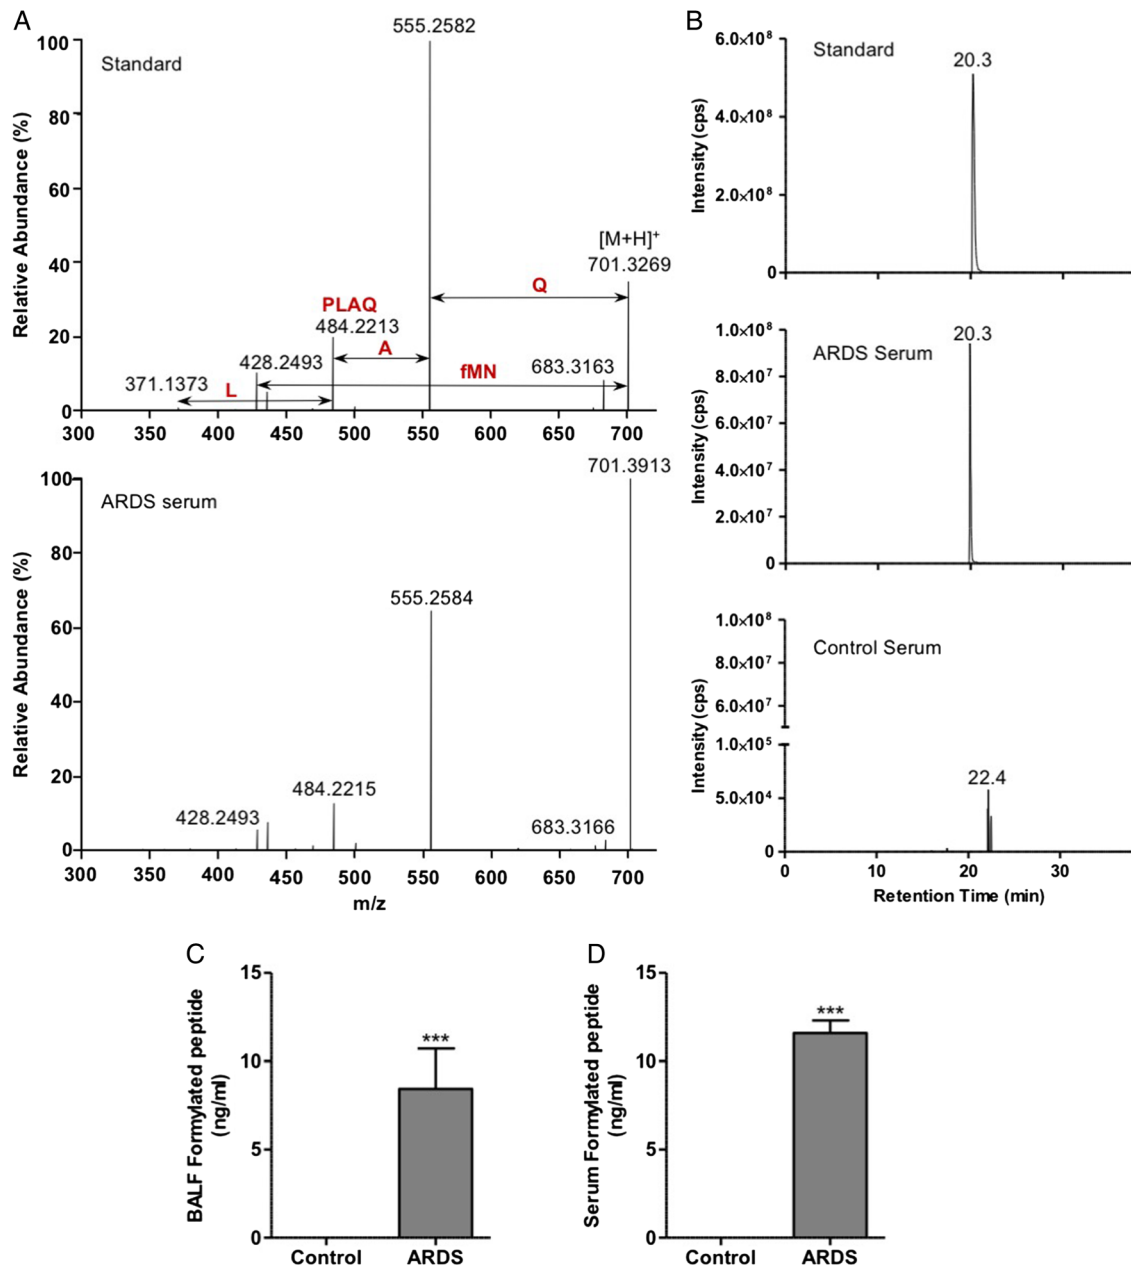 A
Standard
555.2582
[M+H]+
701.3269
Q
PLAQ
484.2213
A
428.2493
fMN
683.3163
371.1373
L
Relative Abundance (%)
100
80
60
40
20
0
300 350 400 450 500 550 600 650 700
ARDS serum
701.3913
555.2584
484.2215
428.2493
683.3166
Relative Abundance (%)
100
80
60
40
20
0
300 350 400 450 500 550 600 650 700
m/z
B
Standard
20.3
Intensity (cps)
6.0×10⁸
4.0×10⁸
2.0×10⁸
0
ARDS Serum
20.3
Intensity (cps)
1.0×10⁸
8.0×10⁷
6.0×10⁷
4.0×10⁷
2.0×10⁷
0
Control Serum
22.4
Intensity (cps)
1.0×10⁸
8.0×10⁷
6.0×10⁷
1.0×10⁵
5.0×10⁴
0
0 10 20 30
Retention Time (min)
C
BALF Formylated peptide
(ng/ml)
15
10
5
0
***
Control ARDS
D
Serum Formylated peptide
(ng/ml)
15
10
5
0
***
Control ARDS